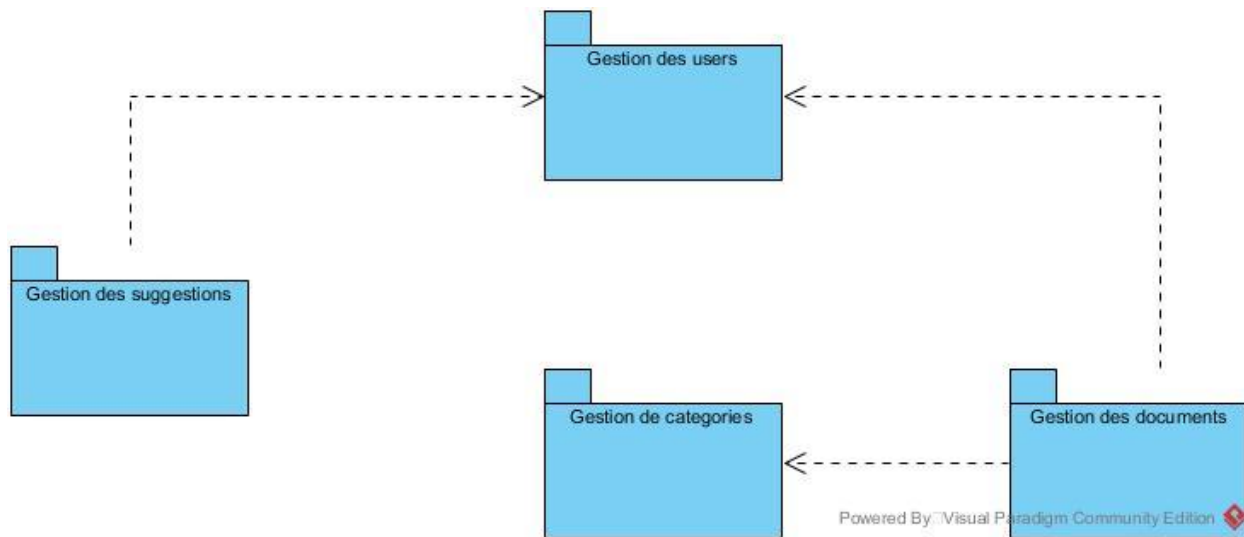 Gestion des users
Gestion des suggestions
Gestion de categories
Gestion des documents
Powered By Visual Paradigm Community Edition